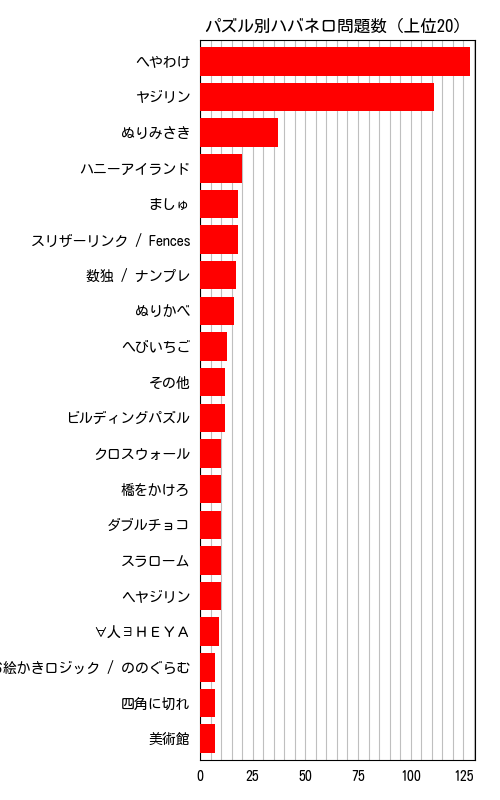 パズル別ハバネロ問題数 (上位20)
へやわけ
ヤジリン
ぬりみさき
ハニーアイランド
ましゅ
スリザーリンク / Fences
数独 / ナンプレ
ぬりかべ
へびいちご
その他
ビルディングパズル
クロスウォール
橋をかけろ
ダブルチョコ
スラローム
ヘヤジリン
∀人∃ＨＥＹＡ
絵かきロジック / ののぐらむ
四角に切れ
美術館
0 25 50 75 100 125